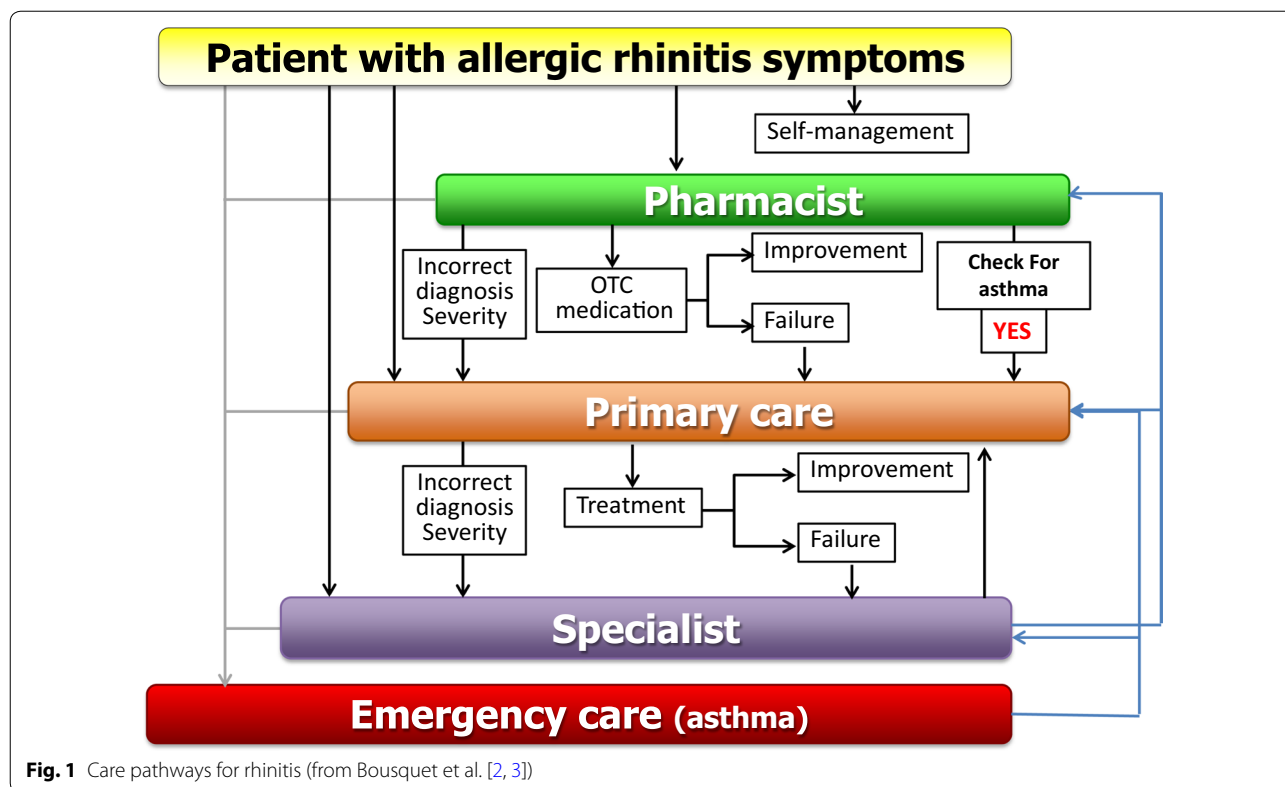 Patient with allergic rhinitis symptoms
Self-management
Pharmacist
Incorrect
diagnosis
Severity
OTC
medication
Improvement
Failure
Check For
asthma
YES
Primary care
Incorrect
diagnosis
Severity
Treatment
Improvement
Failure
Specialist
Emergency care (asthma)
Fig. 1 Care pathways for rhinitis (from Bousquet et al. [2, 3])